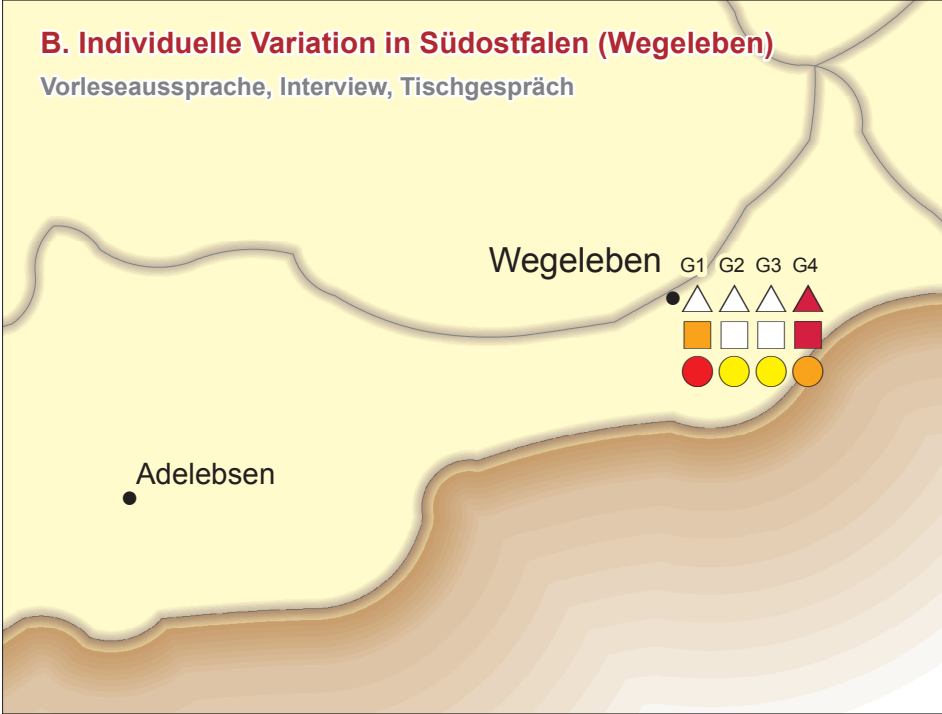 B. Individuelle Variation in Südostfalen (Wegeleben)
Vorleseaussprache, Interview, Tischgespräch
Wegeleben G1 G2 G3 G4
Adelebsen